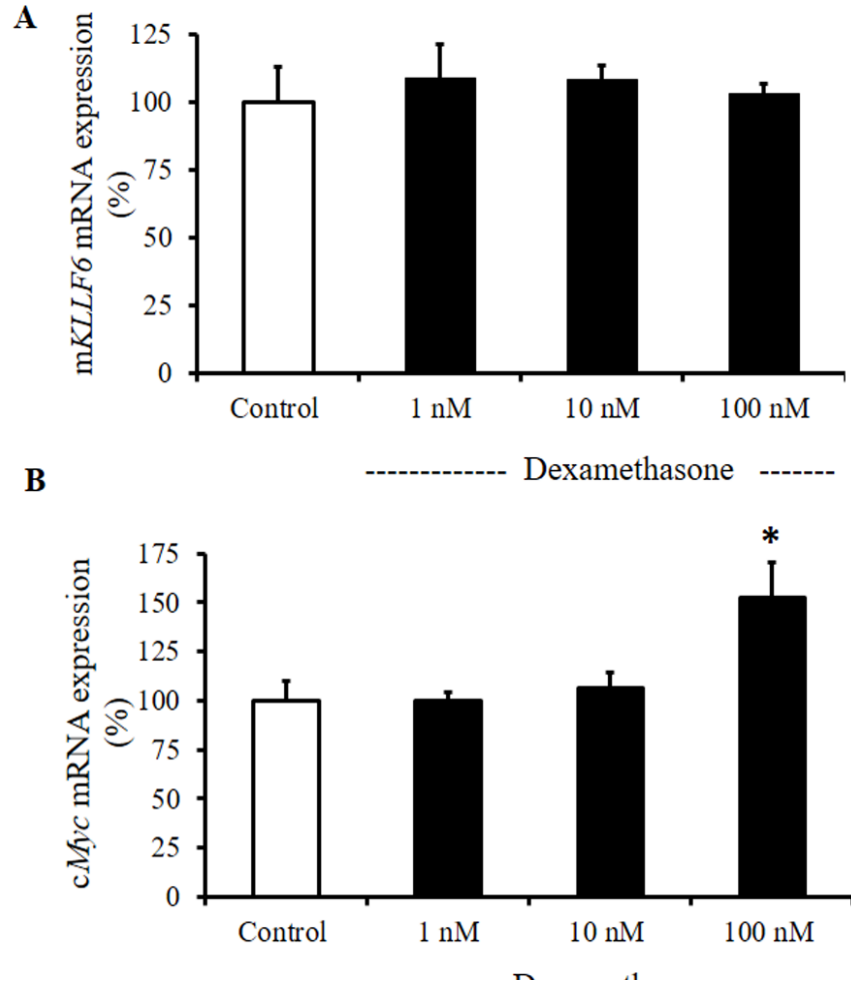 A
mKLLF6 mRNA expression
(%)
125
100
75
50
25
0
Control 1 nM 10 nM 100 nM
------------- Dexamethasone -------
B
cMyc mRNA expression
(%)
*
175
150
125
100
75
50
25
0
Control 1 nM 10 nM 100 nM